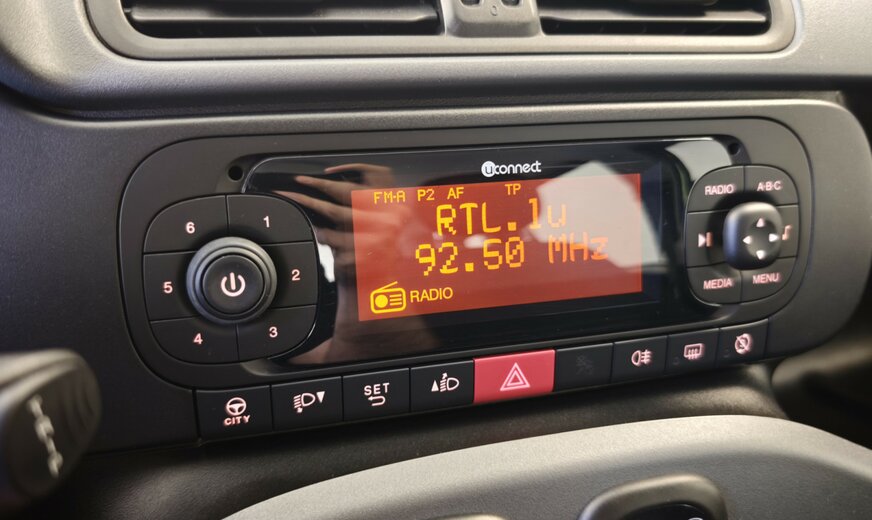 uconnect
FM-A P2 AF TP
RTL.lu
92.50 MHz
RADIO
6 1
5 2
4 3
RADIO A·B·C
MEDIA MENU
CITY
SET